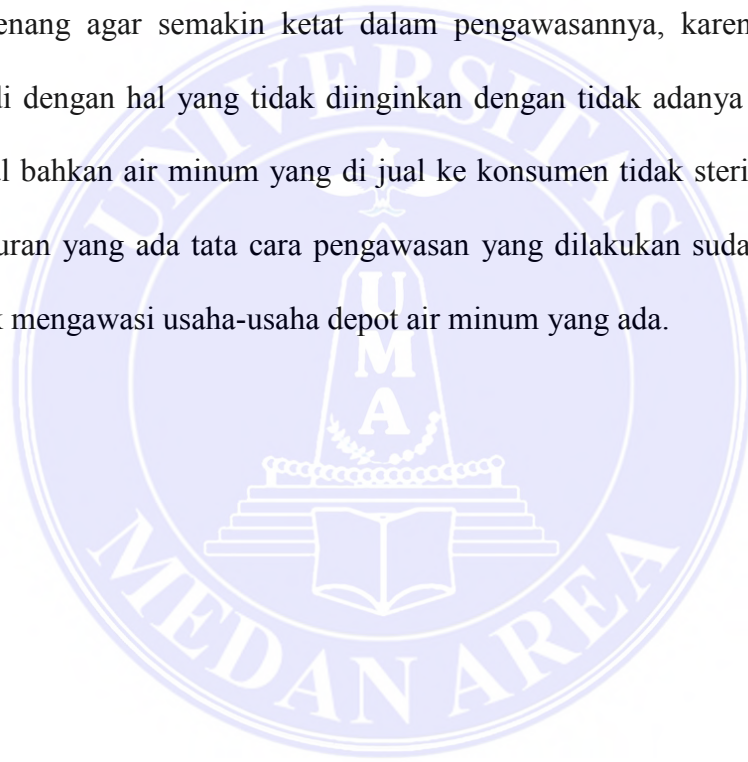 enang agar semakin ketat dalam pengawasannya, karen
di dengan hal yang tidak diinginkan dengan tidak adanya
l bahkan air minum yang di jual ke konsumen tidak steri
uran yang ada tata cara pengawasan yang dilakukan suda
k mengawasi usaha-usaha depot air minum yang ada.
UNIVERSITAS
UMA
MEDAN AREA